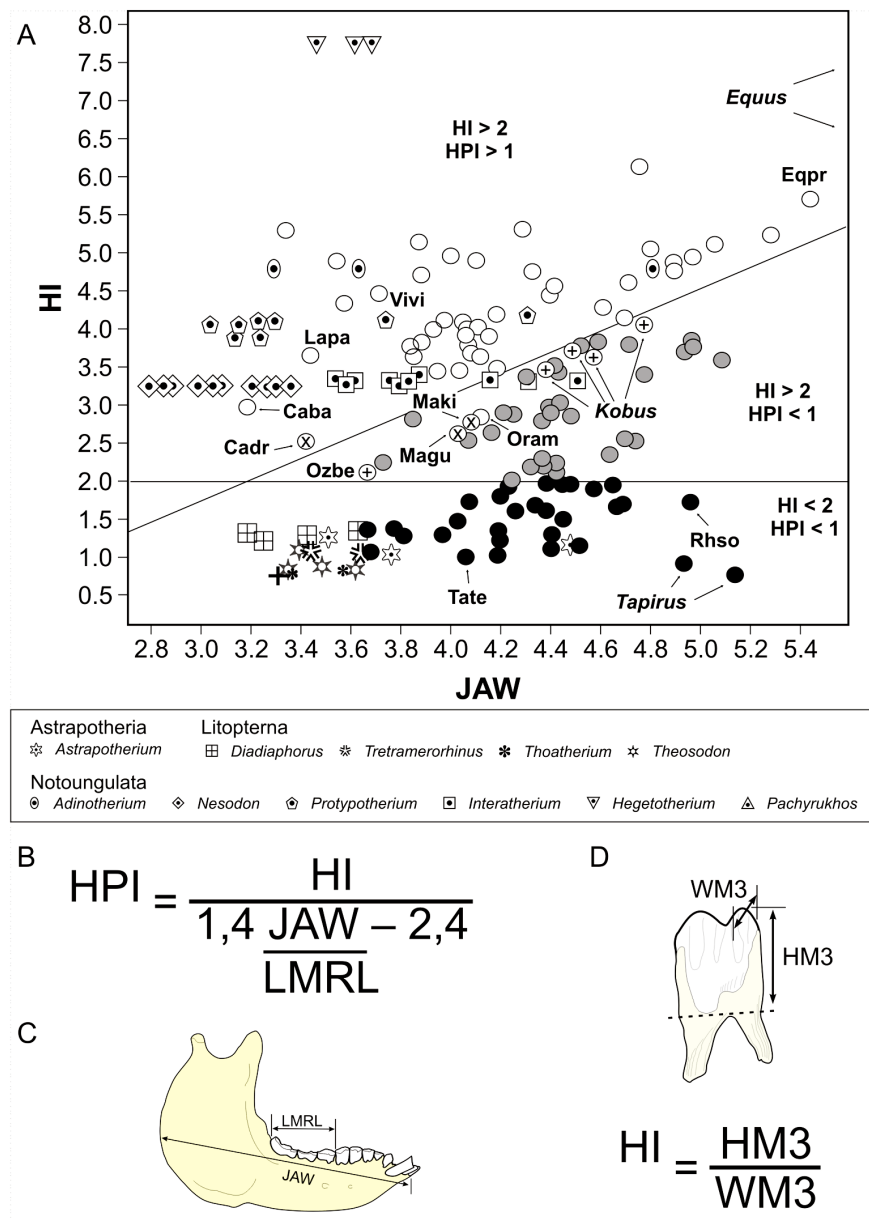 A
8.0
7.5
7.0
6.5
6.0
5.5
5.0
4.5
4.0
3.5
3.0
2.5
2.0
1.5
1.0
0.5
HI
Equus
HI > 2
HPI > 1
Eqpr
Vivi
Lapa
Caba
Maki
Kobus
HI > 2
HPI < 1
Cadr
Magu
Oram
Ozbe
HI < 2
HPI < 1
Rhso
Tate
Tapirus
2.8 3.0 3.2 3.4 3.6 3.8 4.0 4.2 4.4 4.6 4.8 5.0 5.2 5.4
JAW
Astrapotheria Litopterna
Astrapotherium Diadiaphorus Tretramerorhinus Thoatherium Theosodon
Notoungulata
Adinotherium Nesodon Protypotherium Interatherium Hegetotherium Pachyrukhos
B
HPI = HI
1,4 JAW – 2,4
LMRL
C
LMRL
JAW
D
WM3
HM3
HI = HM3
WM3